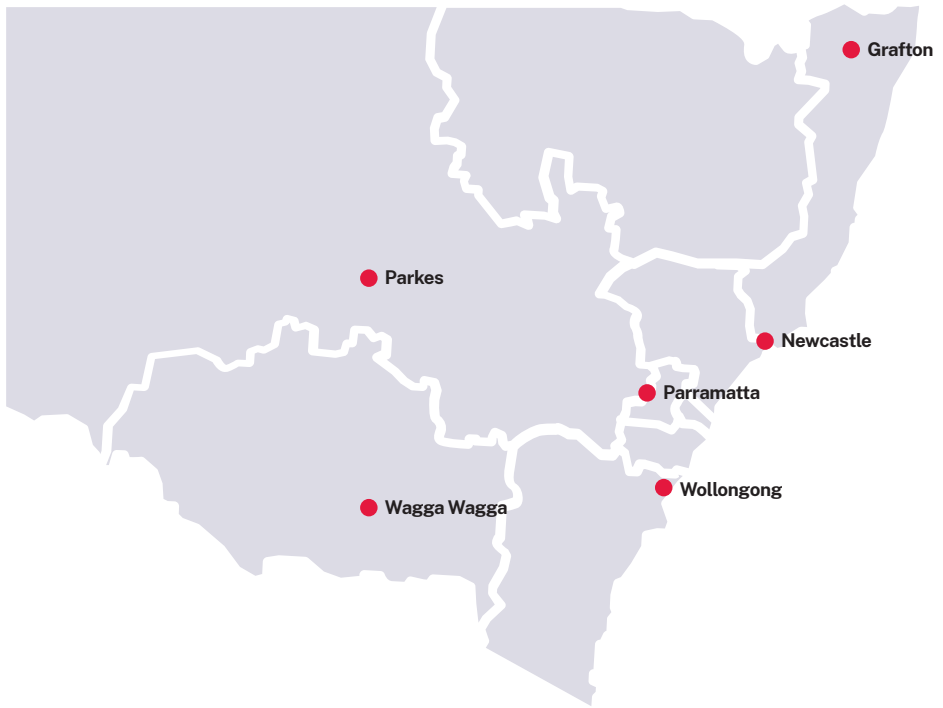 Grafton
Parkes
Newcastle
Parramatta
Wollongong
Wagga Wagga